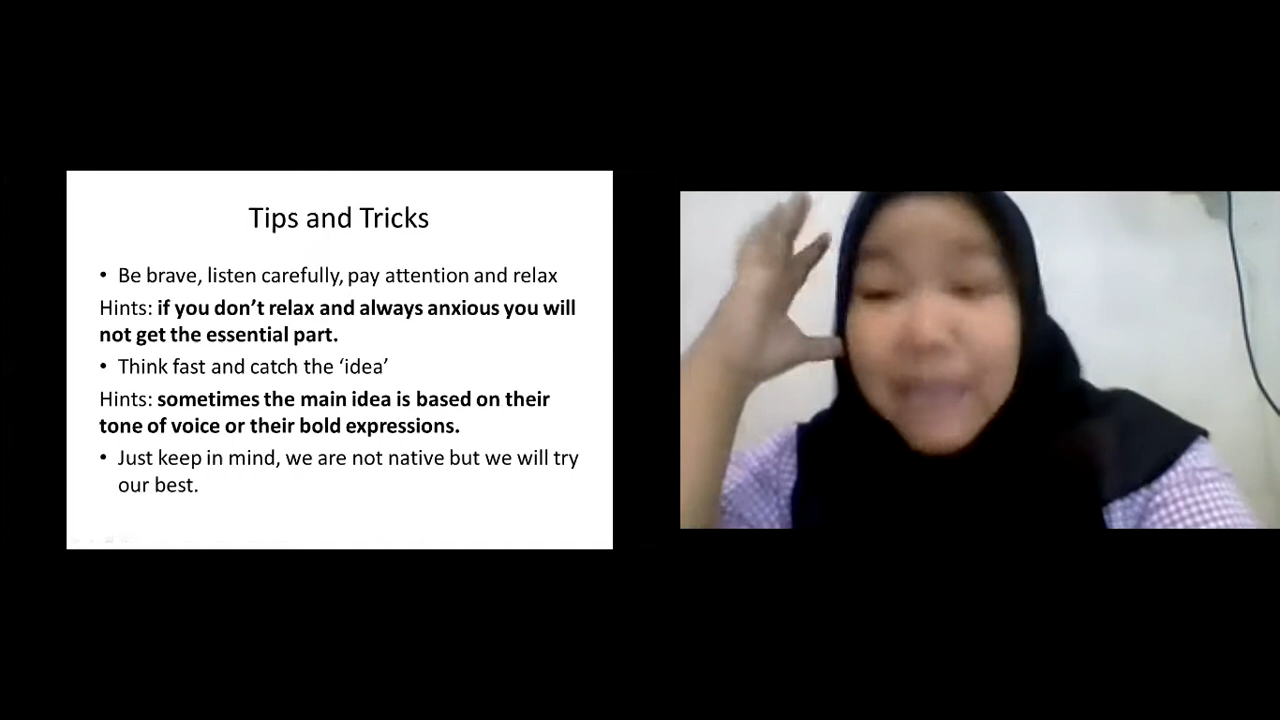 Tips and Tricks
• Be brave, listen carefully, pay attention and relax
Hints: if you don’t relax and always anxious you will
not get the essential part.
• Think fast and catch the ‘idea’
Hints: sometimes the main idea is based on their
tone of voice or their bold expressions.
• Just keep in mind, we are not native but we will try
our best.